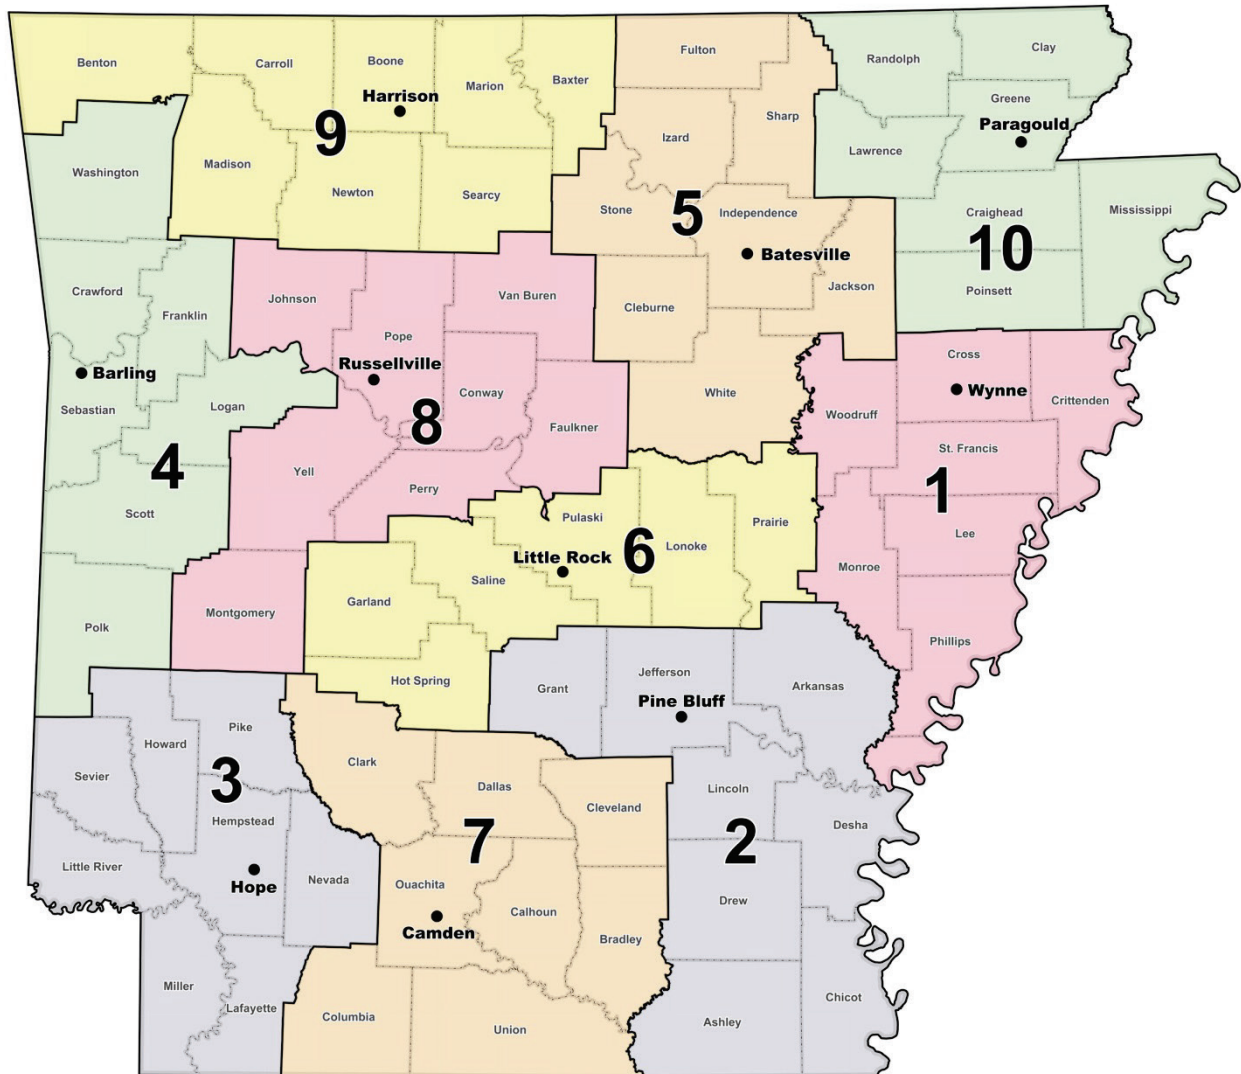 Fulton
Clay
Benton
Carroll
Boone
Randolph
Marion
Baxter
Harrison
Greene
Sharp
Paragould
9
Izard
Lawrence
Madison
Washington
Newton
Searcy
Stone
5
Independence
Craighead
Mississippi
10
Batesville
Crawford
Johnson
Van Buren
Jackson
Poinsett
Franklin
Cleburne
Pope
Cross
Russellville
Barling
Conway
White
Wynne
Crittenden
Sebastian
Logan
8
Faulkner
Woodruff
St. Francis
4
Yell
Perry
1
Scott
Pulaski
Prairie
Lee
Little Rock
6
Lonoke
Saline
Monroe
Garland
Montgomery
Polk
Phillips
Hot Spring
Grant
Jefferson
Arkansas
Pine Bluff
Pike
Howard
Clark
Sevier
3
Dallas
Lincoln
Cleveland
Hempstead
7
2
Desha
Little River
Hope
Nevada
Ouachita
Calhoun
Drew
Camden
Bradley
Miller
Lafayette
Columbia
Union
Ashley
Chicot